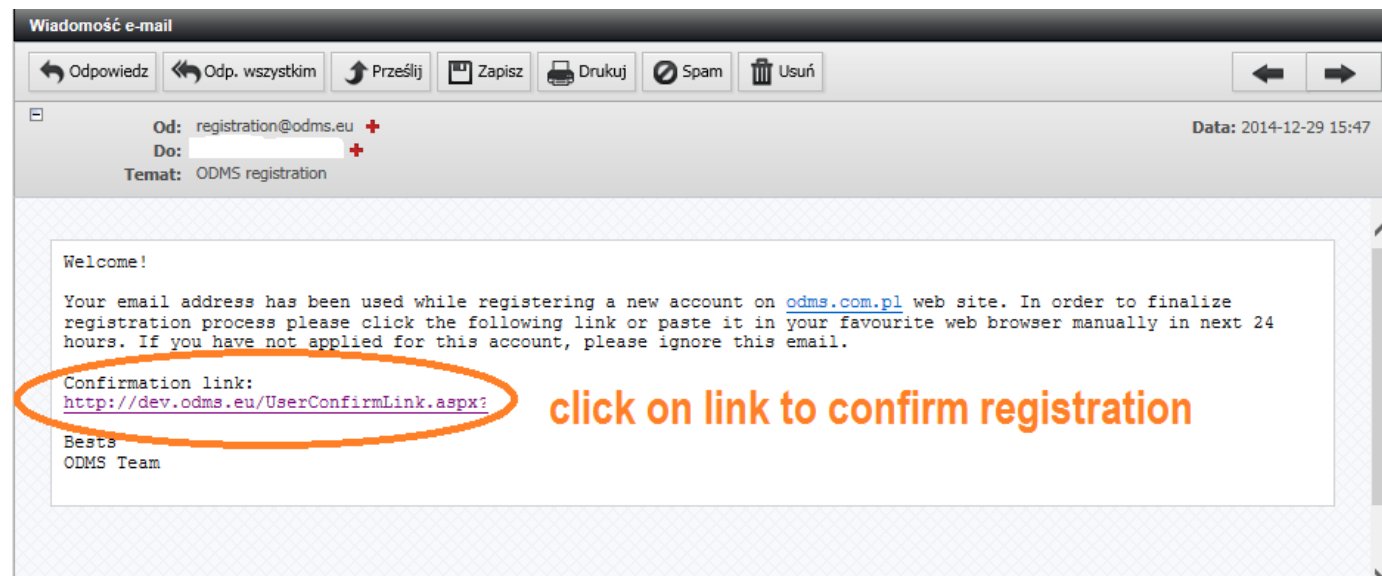 Wiadomość e-mail
Odpowiedz Odp. wszystkim Prześlij Zapisz Drukuj Spam Usuń
Od: registration@odms.eu Data: 2014-12-29 15:47
Do:
Temat: ODMS registration
Welcome!
Your email address has been used while registering a new account on odms.com.pl web site. In order to finalize
registration process please click the following link or paste it in your favourite web browser manually in next 24
hours. If you have not applied for this account, please ignore this email.
Confirmation link:
http://dev.odms.eu/UserConfirmLink.aspx?
click on link to confirm registration
Bests
ODMS Team